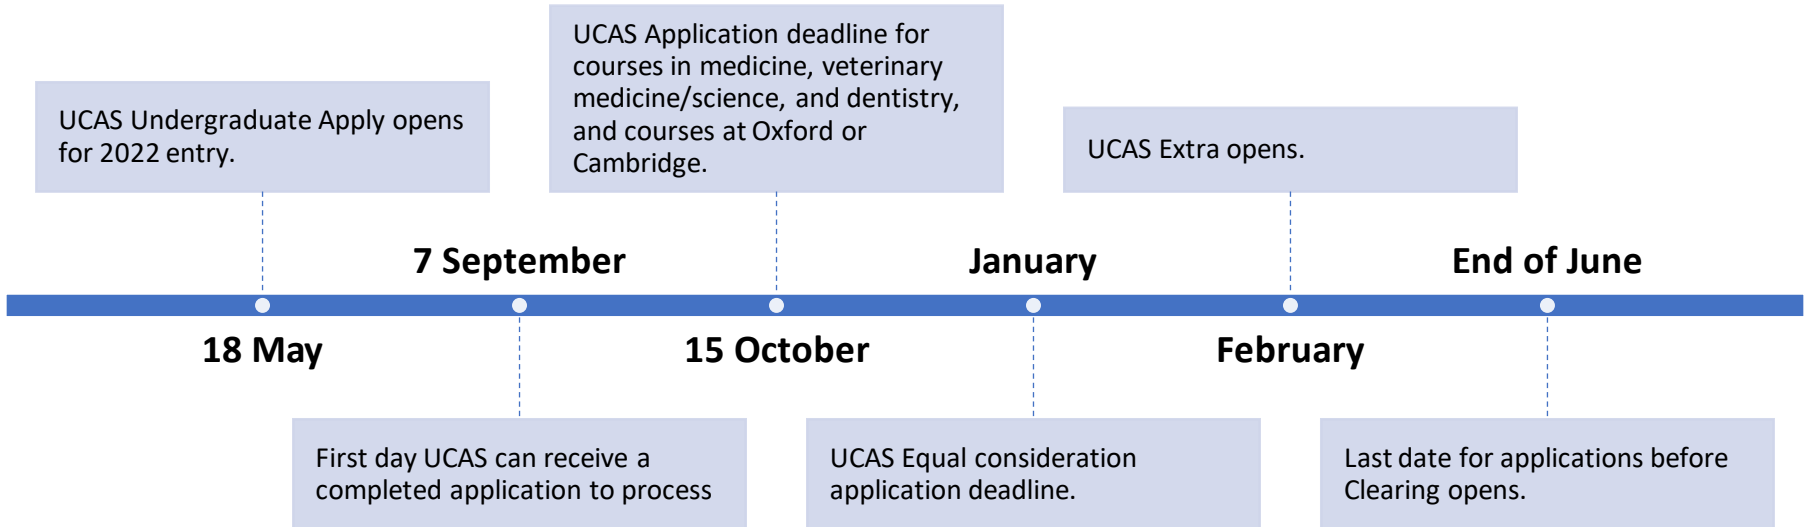 UCAS Undergraduate Apply opens
for 2022 entry.
UCAS Application deadline for
courses in medicine, veterinary
medicine/science, and dentistry,
and courses at Oxford or
Cambridge.
UCAS Extra opens.
7 September
January
End of June
18 May
15 October
February
First day UCAS can receive a
completed application to process
UCAS Equal consideration
application deadline.
Last date for applications before
Clearing opens.